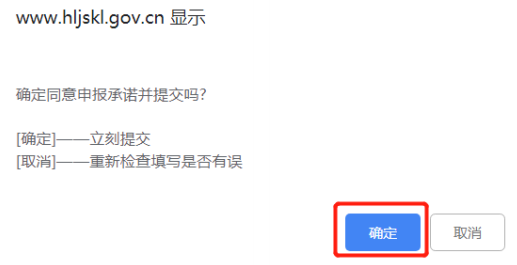 www.hljskl.gov.cn 显示
确定同意申报承诺并提交吗?
[确定]——立刻提交
[取消]——重新检查填写是否有误
确定 取消